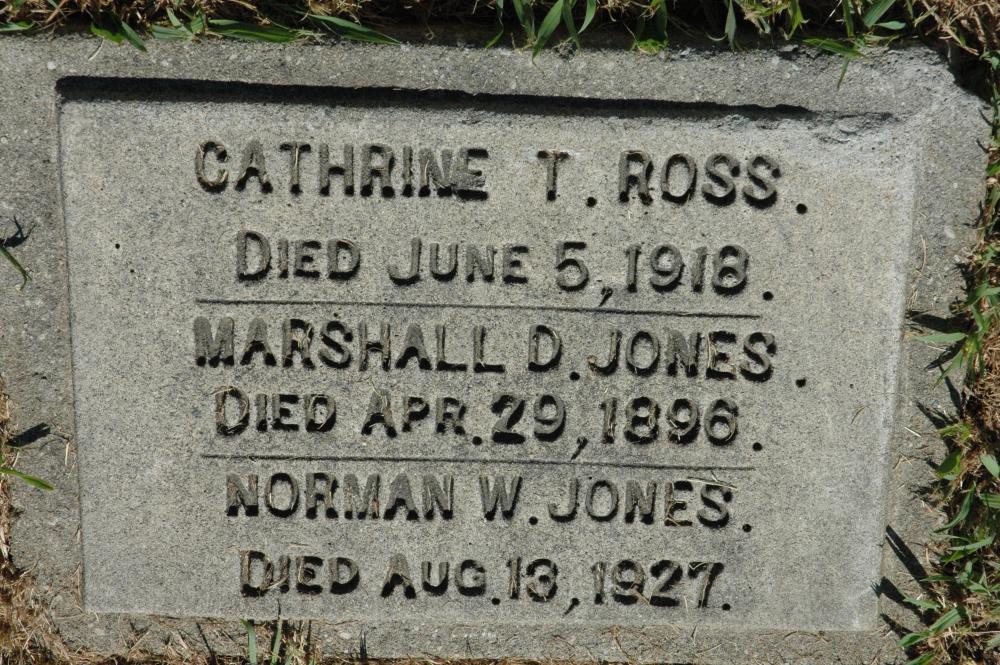 CATHRINE T. ROSS.
DIED JUNE 5, 1918.
MARSHALL D. JONES.
DIED APR. 29, 1896.
NORMAN W. JONES.
DIED AUG. 13, 1927.